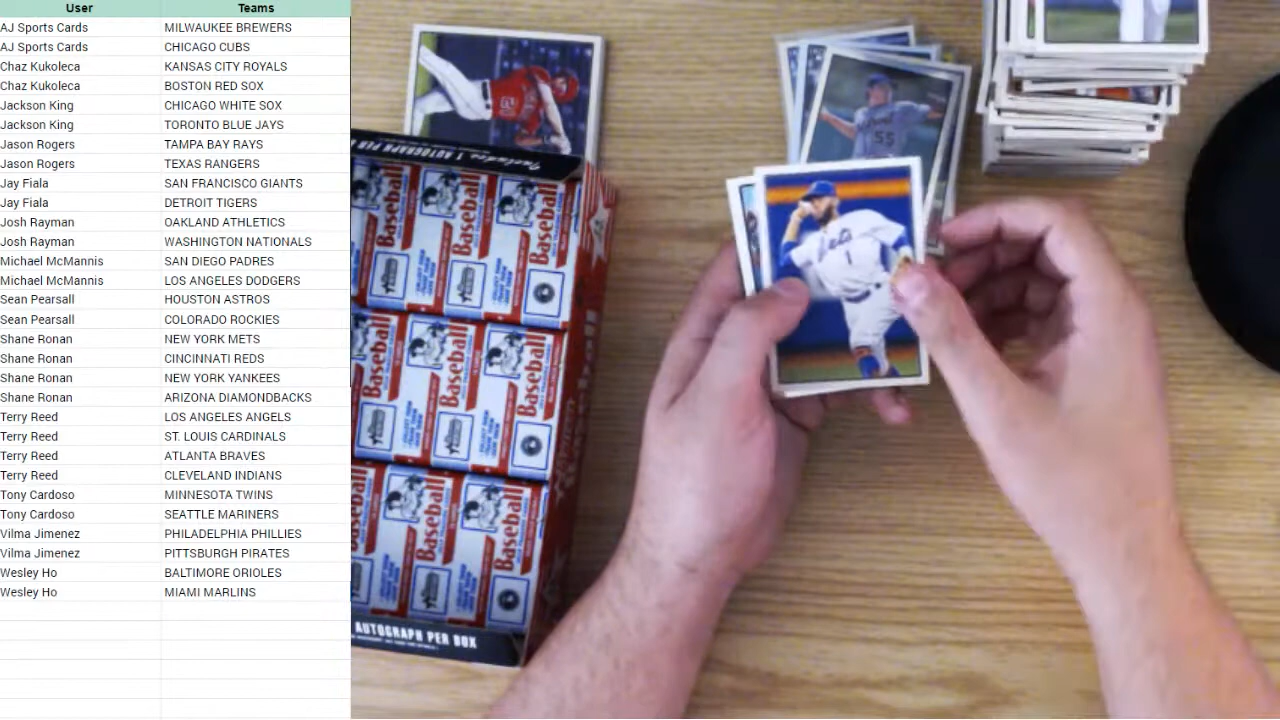 User Teams
AJ Sports Cards MILWAUKEE BREWERS
AJ Sports Cards CHICAGO CUBS
Chaz Kukoleca KANSAS CITY ROYALS
Chaz Kukoleca BOSTON RED SOX
Jackson King CHICAGO WHITE SOX
Jackson King TORONTO BLUE JAYS
Jason Rogers TAMPA BAY RAYS
Jason Rogers TEXAS RANGERS
Jay Fiala SAN FRANCISCO GIANTS
Jay Fiala DETROIT TIGERS
Josh Rayman OAKLAND ATHLETICS
Josh Rayman WASHINGTON NATIONALS
Michael McMannis SAN DIEGO PADRES
Michael McMannis LOS ANGELES DODGERS
Sean Pearsall HOUSTON ASTROS
Sean Pearsall COLORADO ROCKIES
Shane Ronan NEW YORK METS
Shane Ronan CINCINNATI REDS
Shane Ronan NEW YORK YANKEES
Shane Ronan ARIZONA DIAMONDBACKS
Terry Reed LOS ANGELES ANGELS
Terry Reed ST. LOUIS CARDINALS
Terry Reed ATLANTA BRAVES
Terry Reed CLEVELAND INDIANS
Tony Cardoso MINNESOTA TWINS
Tony Cardoso SEATTLE MARINERS
Vilma Jimenez PHILADELPHIA PHILLIES
Vilma Jimenez PITTSBURGH PIRATES
Wesley Ho BALTIMORE ORIOLES
Wesley Ho MIAMI MARLINS
Baseball Baseball Baseball
Baseball Baseball Baseball
Baseball Baseball Baseball
AUTOGRAPH PER BOX
55
Mets
1